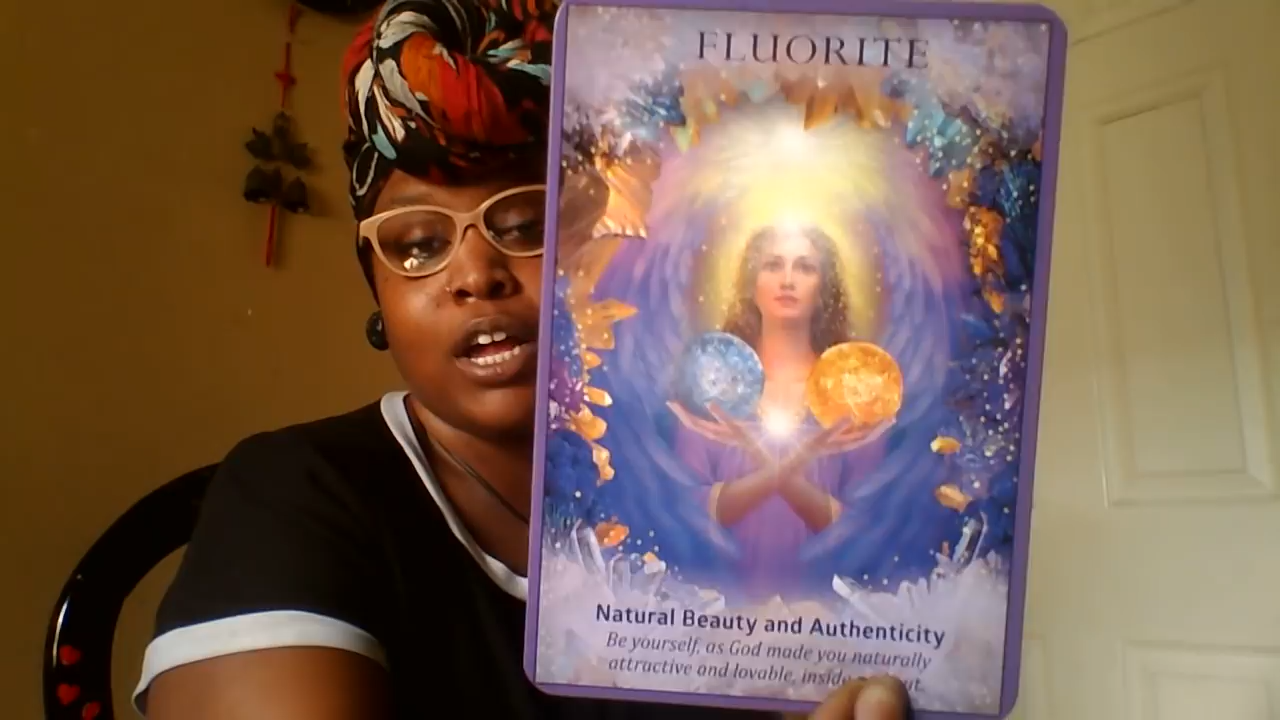 FLUORITE
Natural Beauty and Authenticity
Be yourself, as God made you naturally
attractive and lovable, inside